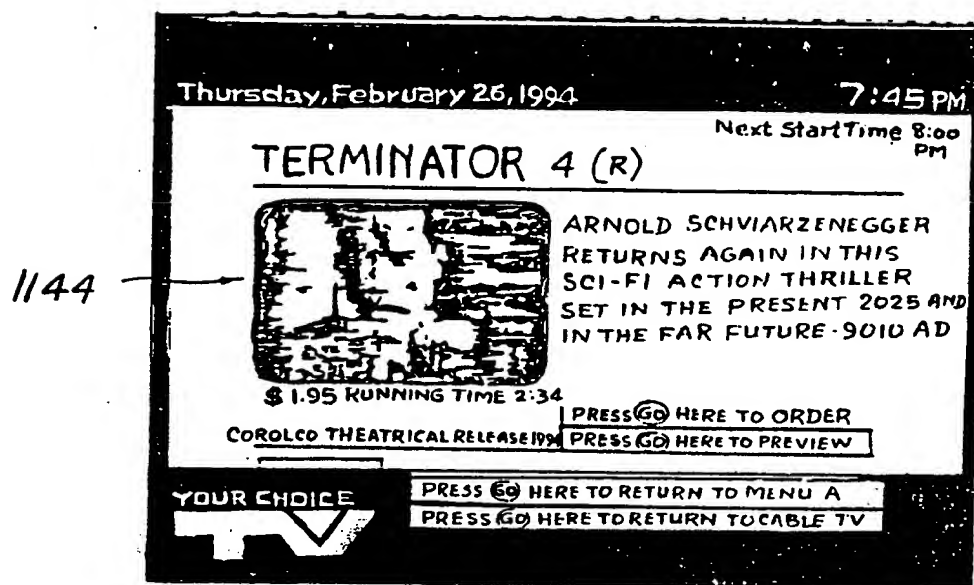 Thursday, February 26, 1994 7:45 PM
Next Start Time 8:00 PM
TERMINATOR 4 (R)
1144
ARNOLD SCHVIARZENEGGER
RETURNS AGAIN IN THIS
SCI-FI ACTION THRILLER
SET IN THE PRESENT 2025 AND
IN THE FAR FUTURE - 9010 AD
$ 1.95 RUNNING TIME 2:34
PRESS GO HERE TO ORDER
COROLCO THEATRICAL RELEASE 1994
PRESS GO HERE TO PREVIEW
YOUR CHOICE
TV
PRESS GO HERE TO RETURN TO MENU A
PRESS GO HERE TO RETURN TO CABLE TV